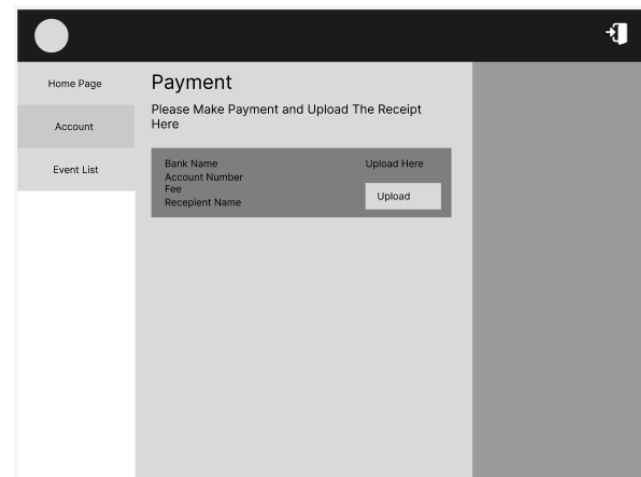 Home Page
Account
Event List
Payment
Please Make Payment and Upload The Receipt
Here
Bank Name
Account Number
Fee
Recepient Name
Upload Here
Upload